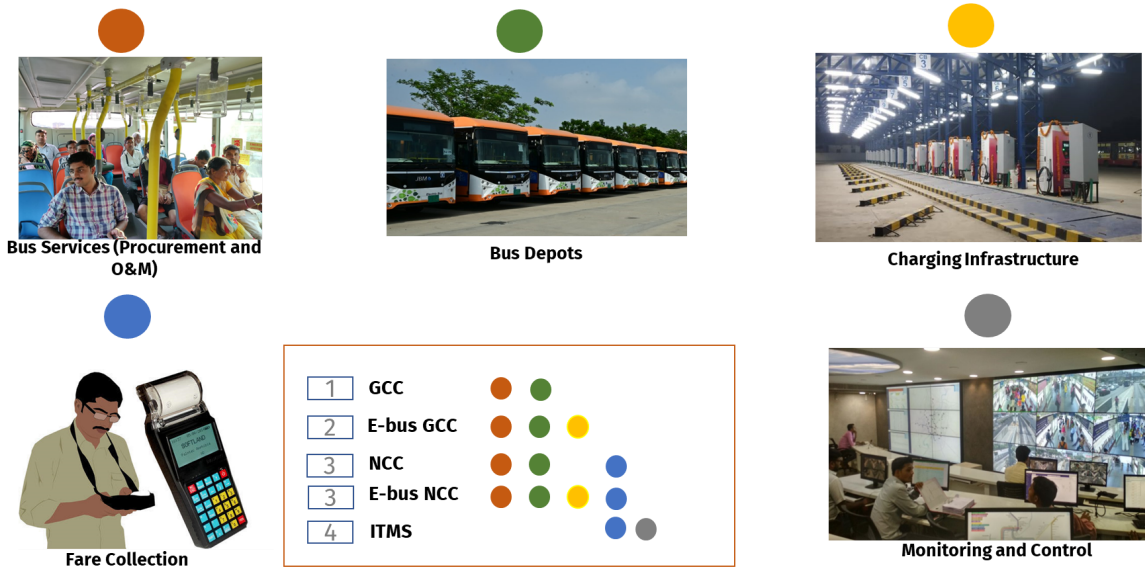 Bus Services (Procurement and
O&M)
Bus Depots
Charging Infrastructure
SOFTLAND
Fare Collection
1 GCC
2 E-bus GCC
3 NCC
3 E-bus NCC
4 ITMS
Monitoring and Control